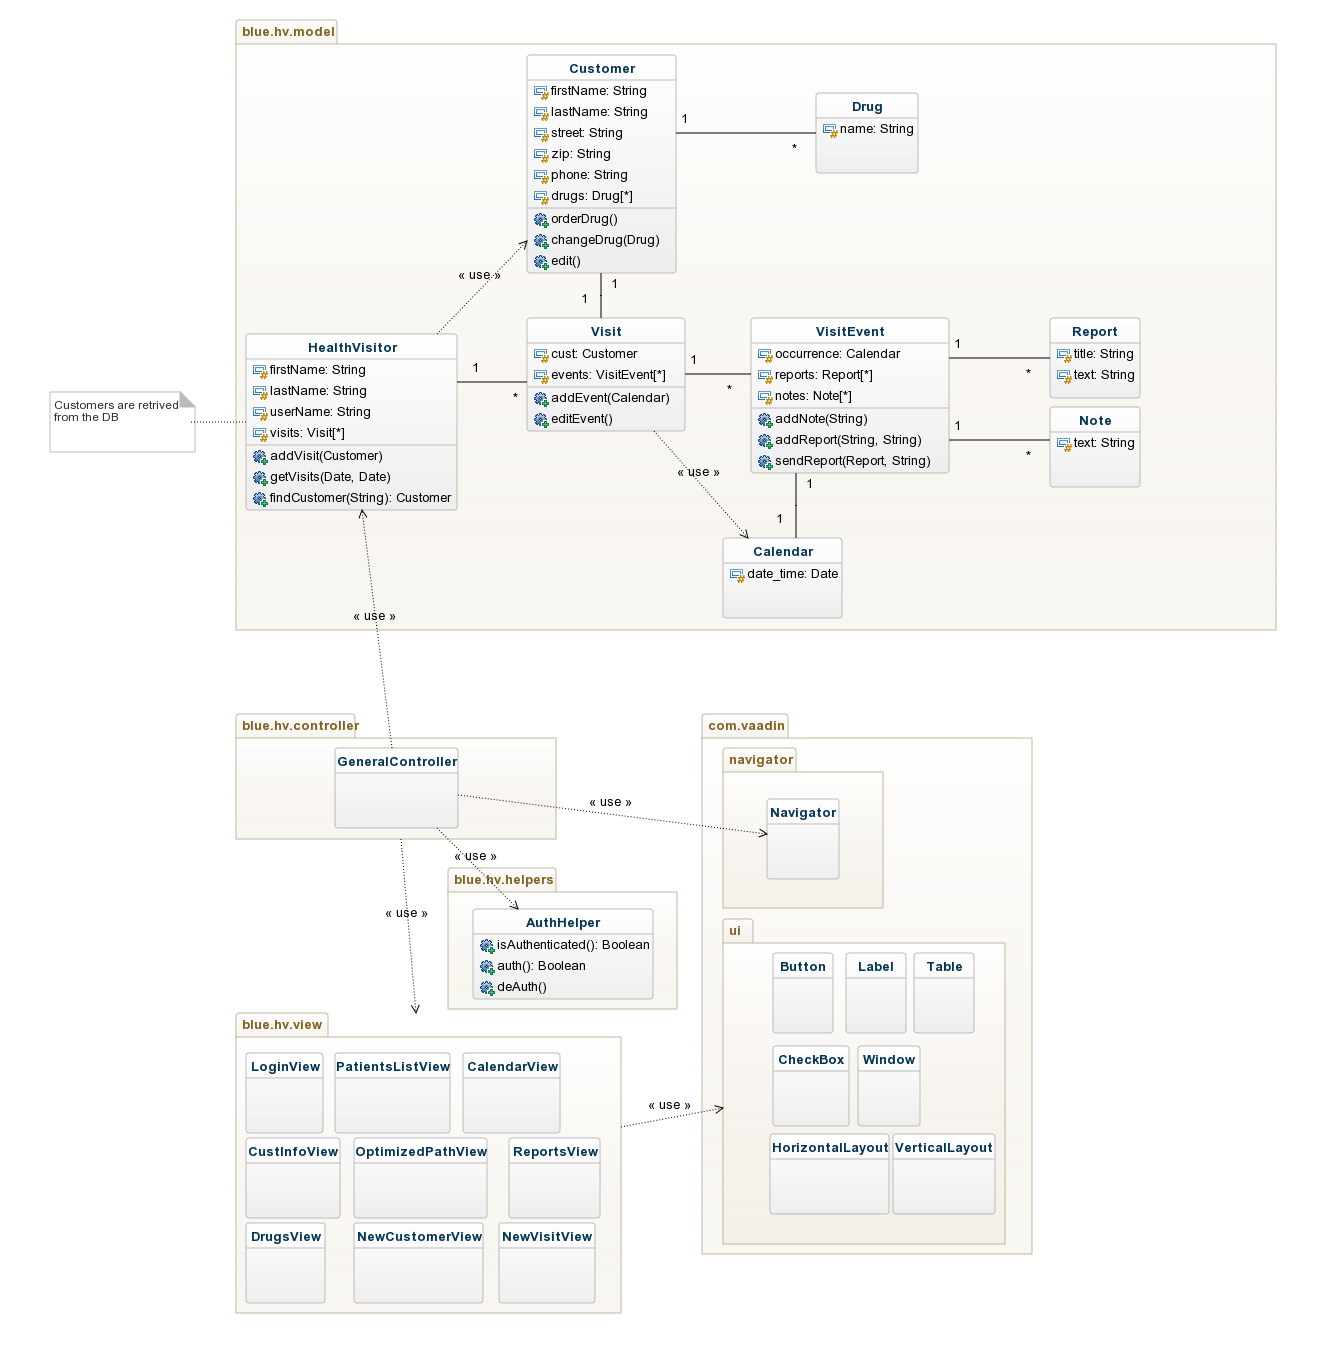 blue.hv.model
Customer
firstName: String
lastName: String
street: String
zip: String
phone: String
drugs: Drug[*]
orderDrug()
changeDrug(Drug)
edit()
1
*
Drug
name: String
« use »
1
1
HealthVisitor
firstName: String
lastName: String
userName: String
visits: Visit[*]
addVisit(Customer)
getVisits(Date, Date)
findCustomer(String): Customer
1
*
Visit
cust: Customer
events: VisitEvent[*]
addEvent(Calendar)
editEvent()
1
*
VisitEvent
occurrence: Calendar
reports: Report[*]
notes: Note[*]
addNote(String)
addReport(String, String)
sendReport(Report, String)
1
*
Report
title: String
text: String
1
*
Note
text: String
Customers are retrived
from the DB
« use »
1
1
Calendar
date_time: Date
« use »
blue.hv.controller
GeneralController
« use »
« use »
« use »
blue.hv.helpers
AuthHelper
isAuthenticated(): Boolean
auth(): Boolean
deAuth()
com.vaadin
navigator
Navigator
ui
Button
Label
Table
CheckBox
Window
HorizontalLayout
VerticalLayout
blue.hv.view
LoginView
PatientsListView
CalendarView
CustInfoView
OptimizedPathView
ReportsView
DrugsView
NewCustomerView
NewVisitView
« use »